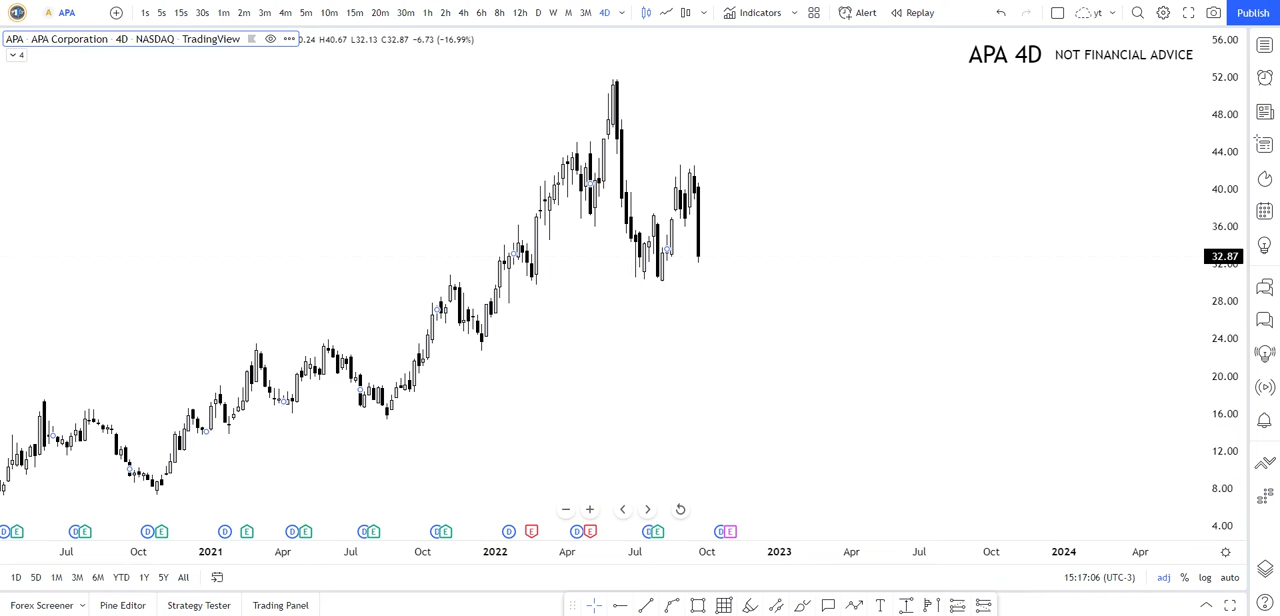 APA 1s 5s 15s 30s 1m 2m 3m 4m 5m 10m 15m 20m 30m 1h 2h 4h 6h 8h 12h D W M 3M 4D Indicators Alert Replay yt Publish
APA · APA Corporation · 4D · NASDAQ · TradingView 0.24 H40.67 L32.13 C32.87 −6.73 (−16.99%)
4
APA 4D NOT FINANCIAL ADVICE
56.00
52.00
48.00
44.00
40.00
36.00
32.87
28.00
24.00
20.00
16.00
12.00
8.00
4.00
D E D E D E D E D E D E D E D E D E D E D E
Jul Oct 2021 Apr Jul Oct 2022 Apr Jul Oct 2023 Apr Jul Oct 2024 Apr
1D 5D 1M 3M 6M YTD 1Y 5Y All 15:17:06 (UTC-3) adj % log auto
Forex Screener Pine Editor Strategy Tester Trading Panel